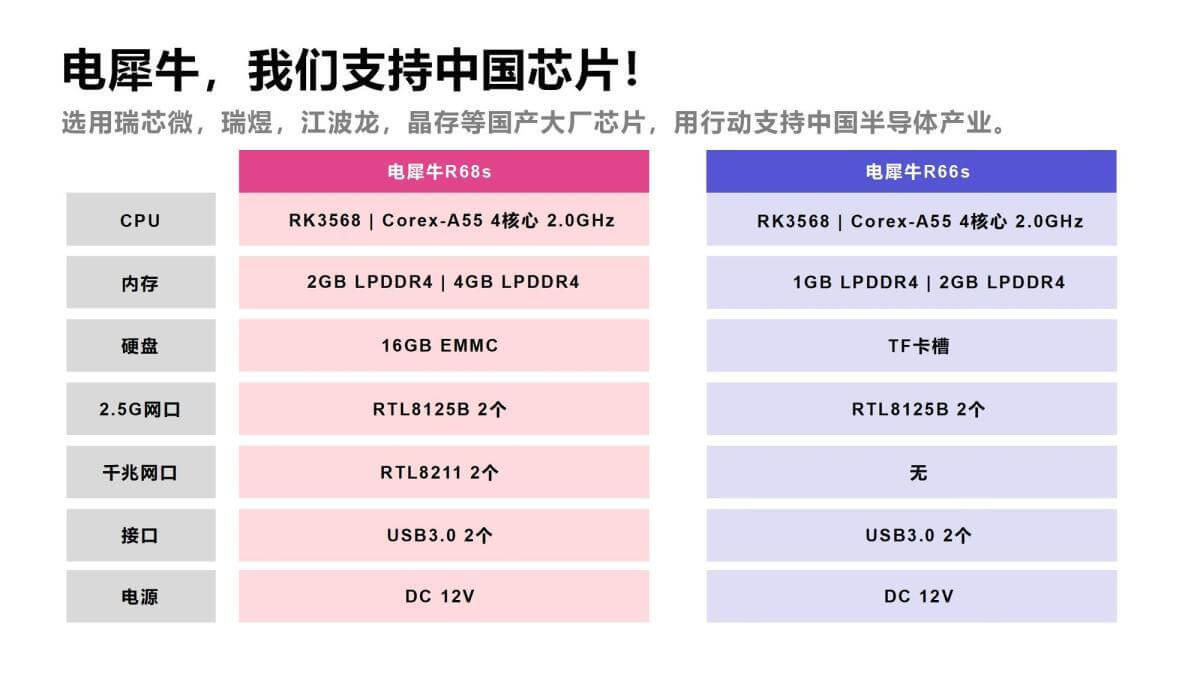 电犀牛，我们支持中国芯片！
选用瑞芯微，瑞煜，江波龙，晶存等国产大厂芯片，用行动支持中国半导体产业。
电犀牛R68s 电犀牛R66s
CPU RK3568 | Corex-A55 4核心 2.0GHz RK3568 | Corex-A55 4核心 2.0GHz
内存 2GB LPDDR4 | 4GB LPDDR4 1GB LPDDR4 | 2GB LPDDR4
硬盘 16GB EMMC TF卡槽
2.5G网口 RTL8125B 2个 RTL8125B 2个
千兆网口 RTL8211 2个 无
接口 USB3.0 2个 USB3.0 2个
电源 DC 12V DC 12V